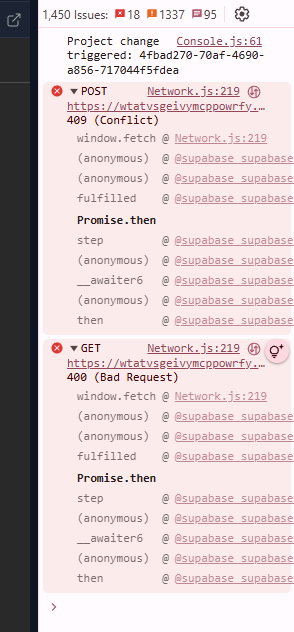 1,450 Issues: 18 1337 95
Project change Console.js:61
triggered: 4fbad270-70af-4690-
a856-717044f5fdea
POST Network.js:219
https://wtatvsgeivymcppowrfy.…
409 (Conflict)
window.fetch @ Network.js:219
(anonymous) @ @supabase_supabase
(anonymous) @ @supabase_supabase
fulfilled @ @supabase_supabase
Promise.then
step @ @supabase_supabase
(anonymous) @ @supabase_supabase
__awaiter6 @ @supabase_supabase
(anonymous) @ @supabase_supabase
then @ @supabase_supabase
GET Network.js:219
https://wtatvsgeivymcppowrfy.…
400 (Bad Request)
window.fetch @ Network.js:219
(anonymous) @ @supabase_supabase
(anonymous) @ @supabase_supabase
fulfilled @ @supabase_supabase
Promise.then
step @ @supabase_supabase
(anonymous) @ @supabase_supabase
__awaiter6 @ @supabase_supabase
(anonymous) @ @supabase_supabase
then @ @supabase_supabase